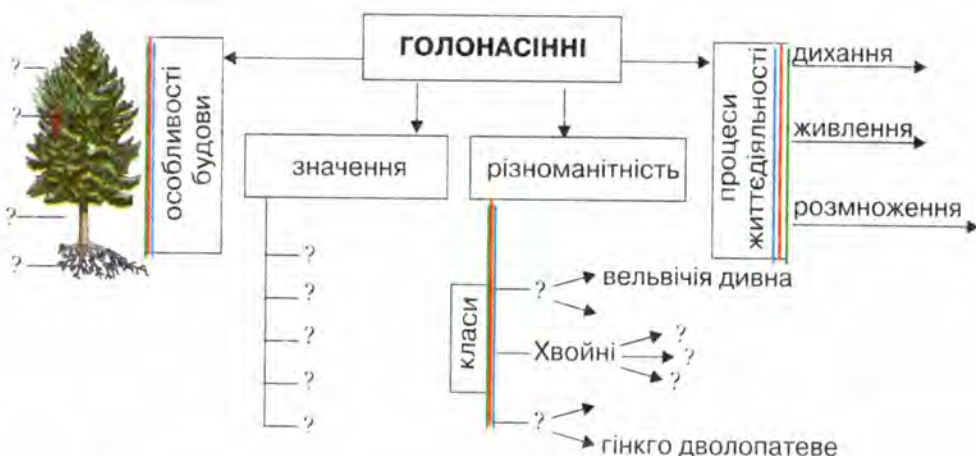 ГОЛОНАСІННІ
?
?
?
?
особливості
будови
значення
?
?
?
?
?
різноманітність
класи
?
вельвічія дивна
Хвойні
?
?
?
?
гінкго дволопатеве
процеси
життєдіяльності
дихання
живлення
розмноження